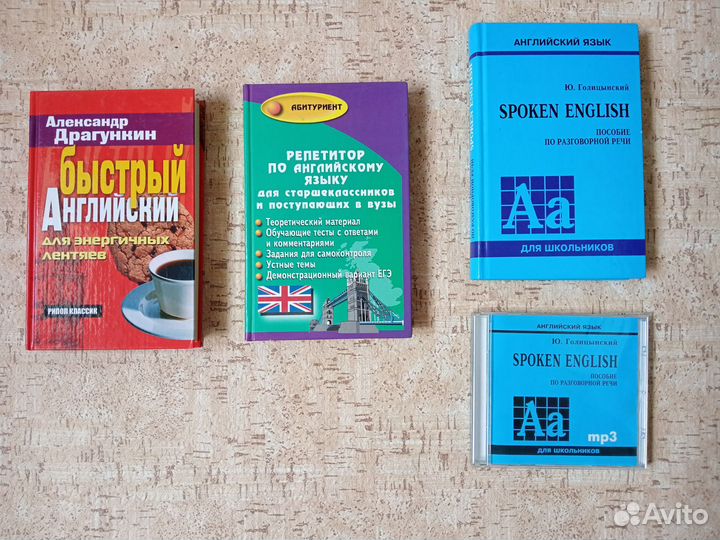 Александр
Драгункин
быстрый
Английский
для энергичных
лентяев
РИПОЛ КЛАССИК
АБИТУРИЕНТ
РЕПЕТИТОР
ПО АНГЛИЙСКОМУ
ЯЗЫКУ
для старшеклассников
и поступающих в вузы
Теоретический материал
Обучающие тесты с ответами
и комментариями
Задания для самоконтроля
Устные темы
Демонстрационный вариант ЕГЭ
АНГЛИЙСКИЙ ЯЗЫК
Ю. Голицынский
SPOKEN ENGLISH
ПОСОБИЕ
ПО РАЗГОВОРНОЙ РЕЧИ
Аа
ДЛЯ ШКОЛЬНИКОВ
АНГЛИЙСКИЙ ЯЗЫК
Ю. Голицынский
SPOKEN ENGLISH
ПОСОБИЕ
ПО РАЗГОВОРНОЙ РЕЧИ
Аа
mp3
ДЛЯ ШКОЛЬНИКОВ
Avito